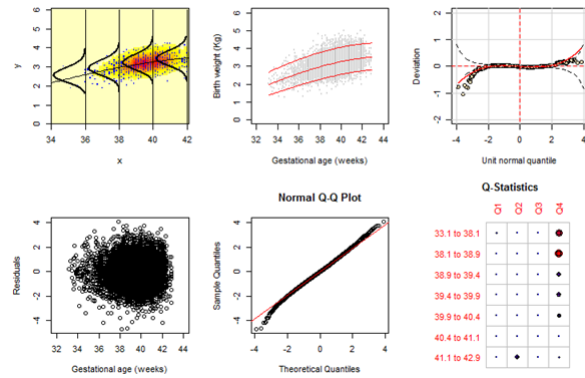 6
5
4
3
2
1
0
y
36 38 40 42
x
6
5
4
3
2
1
0
Birth weight (Kg)
32 34 36 38 40 42 44
Gestational age (weeks)
2
1
0
-1
-2
Deviation
-4 -2 0 2 4
Unit normal quantile
4
2
0
-2
-4
Residuals
32 34 36 38 40 42 44
Gestational age (weeks)
Normal Q-Q Plot
4
2
0
-2
-4
Sample Quantiles
-4 -2 0 2 4
Theoretical Quantiles
Q-Statistics
Q1 Q2 Q3 Q4
33.1 to 38.1
38.1 to 38.9
38.9 to 39.4
39.4 to 39.9
39.9 to 40.4
40.4 to 41.1
41.1 to 42.9